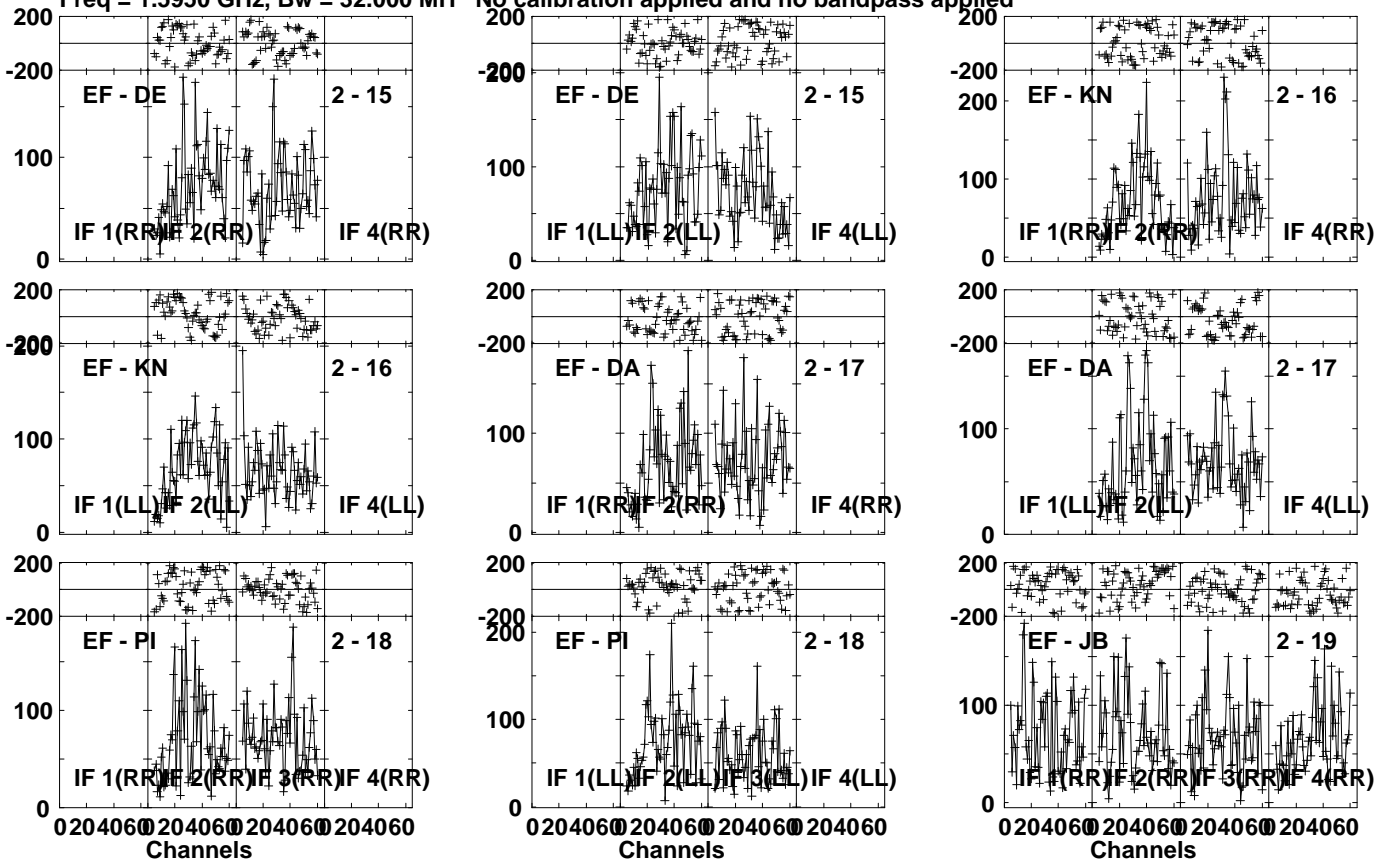 Freq = 1.5950 GHz, Bw = 32.000 MH No calibration applied and no bandpass applied
200
-200
EF - DE 2 - 15
100
IF 1(RR) IF 2(RR) IF 4(RR)
0
-200
200
EF - DE 2 - 15
100
IF 1(LL) IF 2(LL) IF 4(LL)
0
200
-200
200
EF - KN 2 - 16
100
IF 1(RR) IF 2(RR) IF 4(RR)
0
200
-200
200
EF - KN 2 - 16
100
IF 1(LL) IF 2(LL) IF 4(LL)
0
200
-200
EF - DA 2 - 17
100
IF 1(RR) IF 2(RR) IF 4(RR)
0
200
-200
EF - DA 2 - 17
100
IF 1(LL) IF 2(LL) IF 4(LL)
0
200
-200
EF - PI 2 - 18
100
IF 1(RR) IF 2(RR) IF 3(RR) IF 4(RR)
0
0 20 40 60 0 20 40 60 0 20 40 60 0 20 40 60
Channels
200
-200
200
EF - PI 2 - 18
100
IF 1(LL) IF 2(LL) IF 3(LL) IF 4(LL)
0
0 20 40 60 0 20 40 60 0 20 40 60 0 20 40 60
Channels
200
-200
EF - JB 2 - 19
100
IF 1(RR) IF 2(RR) IF 3(RR) IF 4(RR)
0
0 20 40 60 0 20 40 60 0 20 40 60 0 20 40 60
Channels